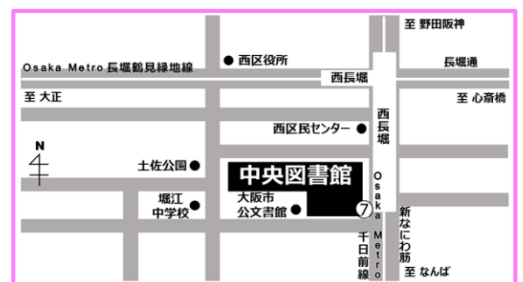 至 野田阪神
西区役所
長堀通
Osaka Metro 長堀鶴見緑地線
西長堀
至 大正
至 心斎橋
西長堀
西区民センター
N
土佐公園
中央図書館
堀江
中学校
大阪市
公文書館
⑦
Osaka Metro
千日前線
新なにわ筋
至 なんば